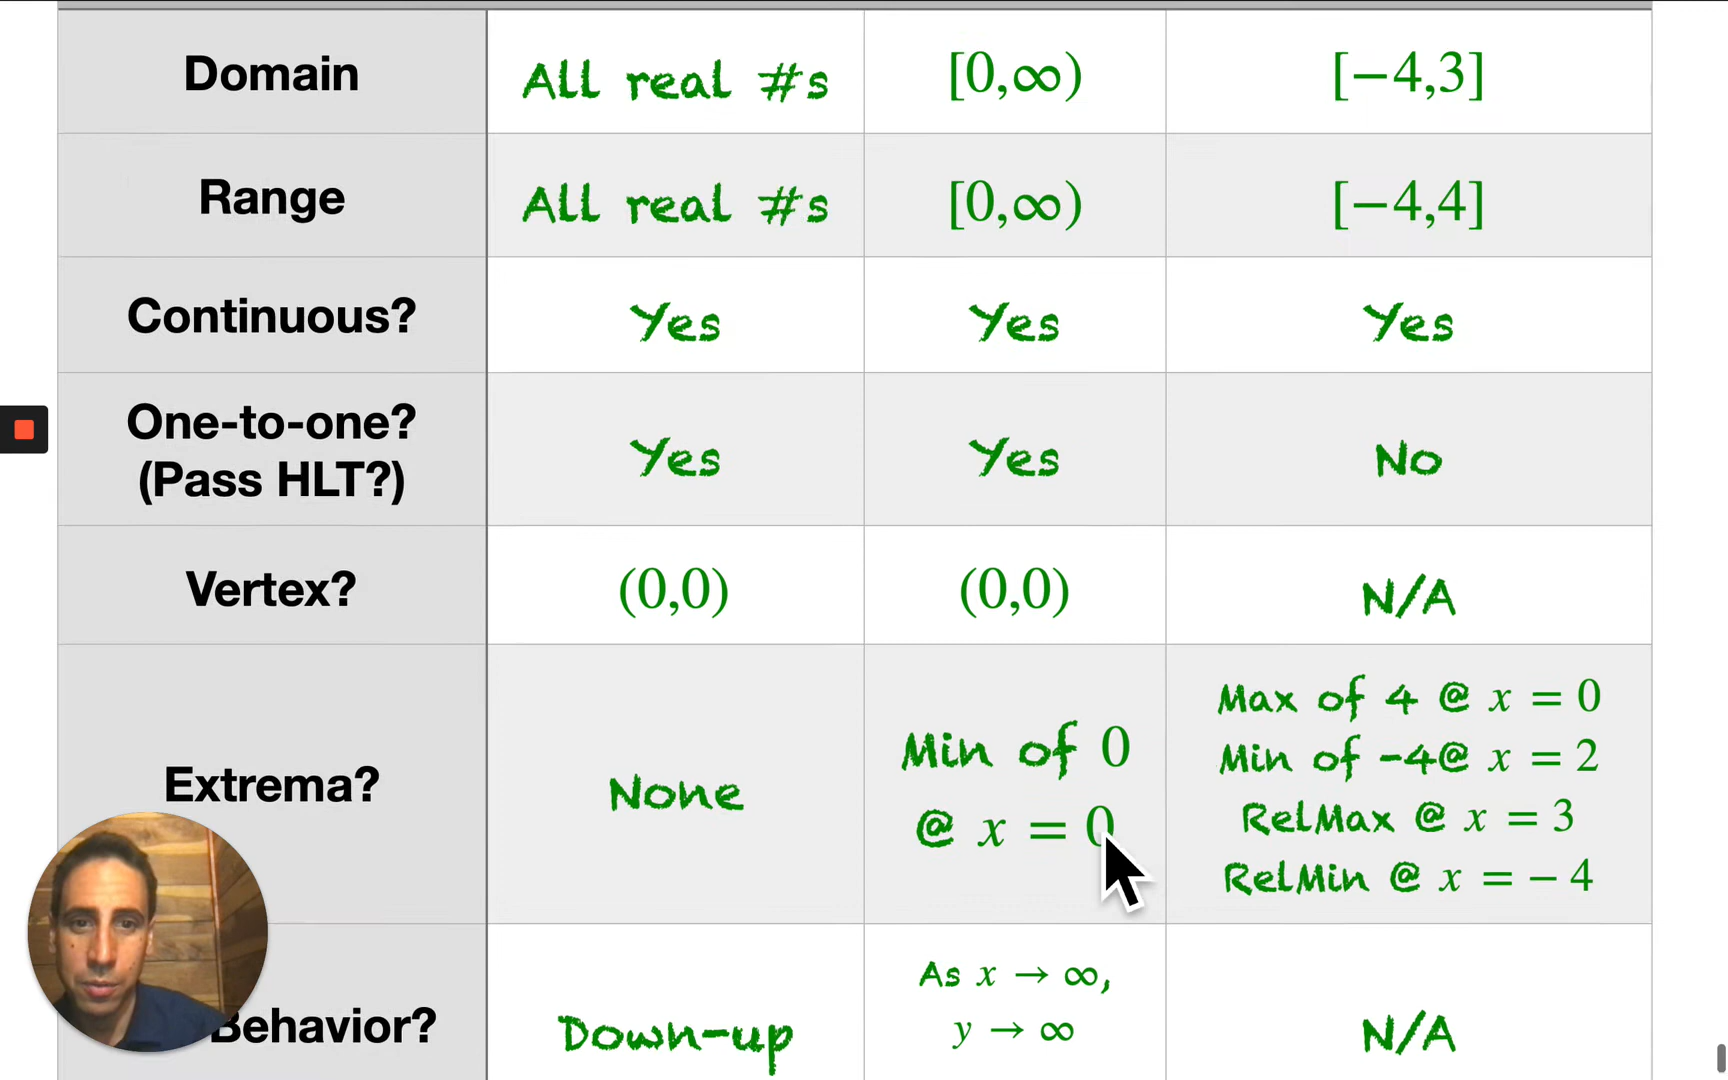 Domain All real #s [0,∞) [−4,3]
Range All real #s [0,∞) [−4,4]
Continuous? Yes Yes Yes
One-to-one?
(Pass HLT?) Yes Yes No
Vertex? (0,0) (0,0) N/A
Extrema? None
Min of 0
@ x = 0
Max of 4 @ x = 0
Min of -4@ x = 2
RelMax @ x = 3
RelMin @ x = − 4
Behavior? Down-up
As x → ∞,
y → ∞
N/A